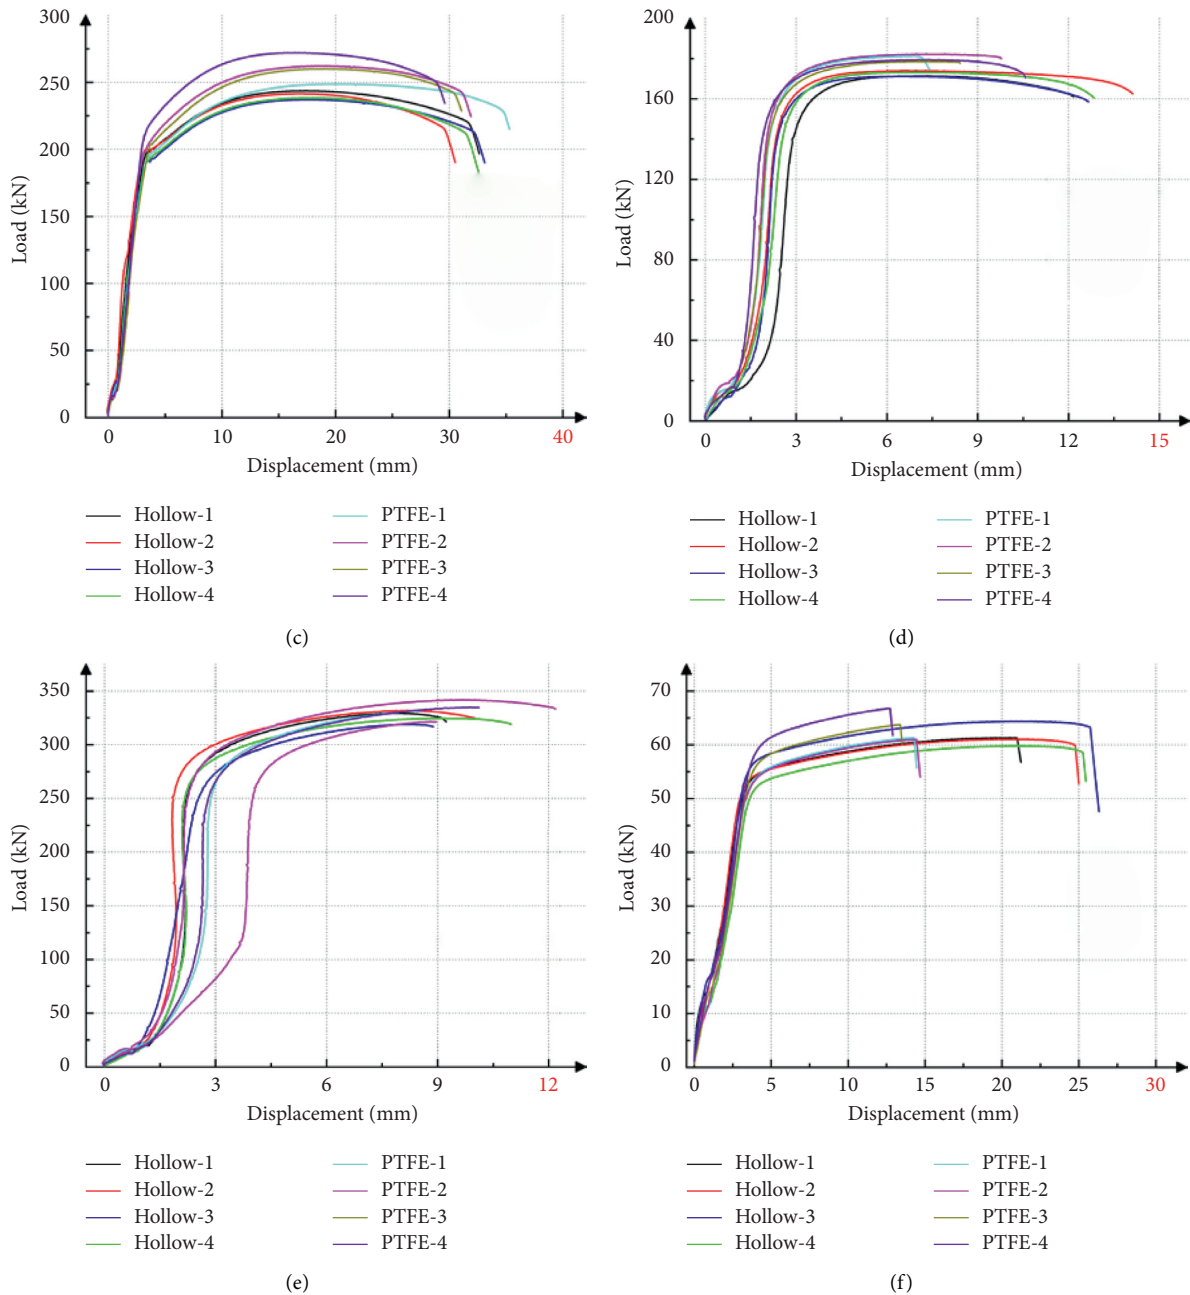 300
250
200
150
100
50
0
Load (kN)
0 10 20 30 40
Displacement (mm)
Hollow-1 PTFE-1
Hollow-2 PTFE-2
Hollow-3 PTFE-3
Hollow-4 PTFE-4
(c)
200
160
120
80
40
0
Load (kN)
0 3 6 9 12 15
Displacement (mm)
Hollow-1 PTFE-1
Hollow-2 PTFE-2
Hollow-3 PTFE-3
Hollow-4 PTFE-4
(d)
350
300
250
200
150
100
50
0
Load (kN)
0 3 6 9 12
Displacement (mm)
Hollow-1 PTFE-1
Hollow-2 PTFE-2
Hollow-3 PTFE-3
Hollow-4 PTFE-4
(e)
70
60
50
40
30
20
10
0
Load (kN)
0 5 10 15 20 25 30
Displacement (mm)
Hollow-1 PTFE-1
Hollow-2 PTFE-2
Hollow-3 PTFE-3
Hollow-4 PTFE-4
(f)